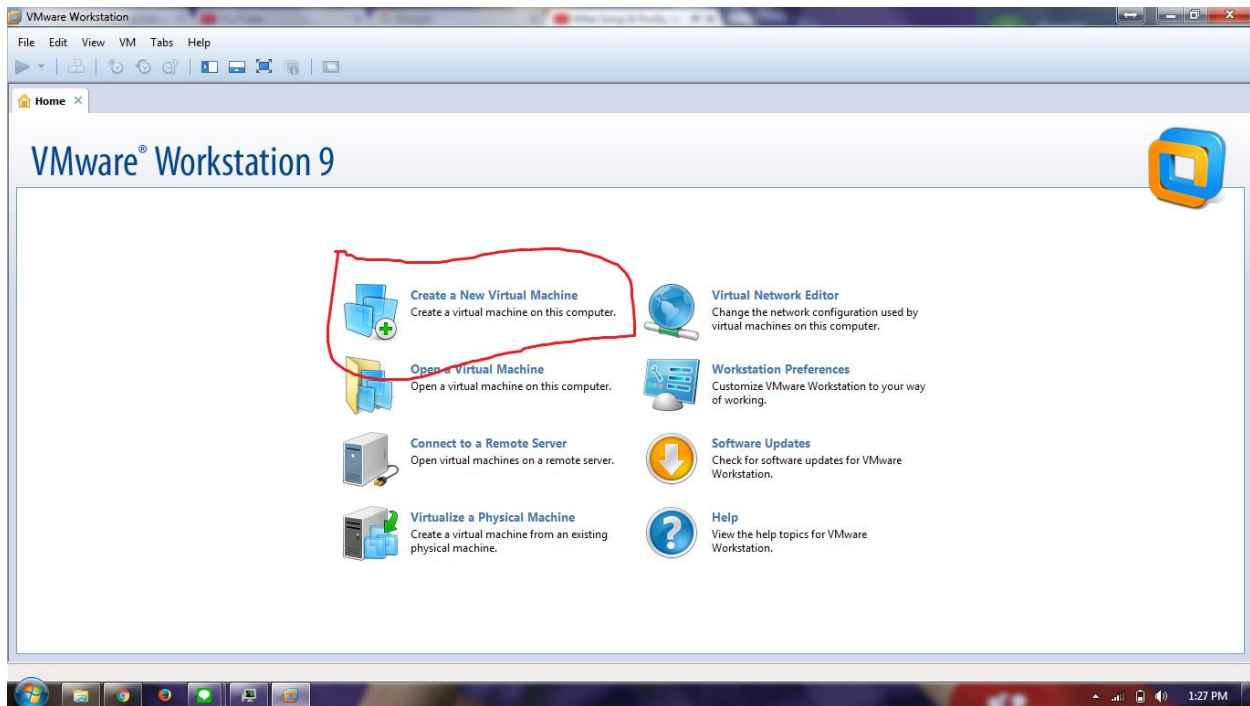 VMware Workstation
File Edit View VM Tabs Help
Home
VMware® Workstation 9
Create a New Virtual Machine
Create a virtual machine on this computer.
Open a Virtual Machine
Open a virtual machine on this computer.
Connect to a Remote Server
Open virtual machines on a remote server.
Virtualize a Physical Machine
Create a virtual machine from an existing
physical machine.
Virtual Network Editor
Change the network configuration used by
virtual machines on this computer.
Workstation Preferences
Customize VMware Workstation to your way
of working.
Software Updates
Check for software updates for VMware
Workstation.
Help
View the help topics for VMware
Workstation.
1:27 PM